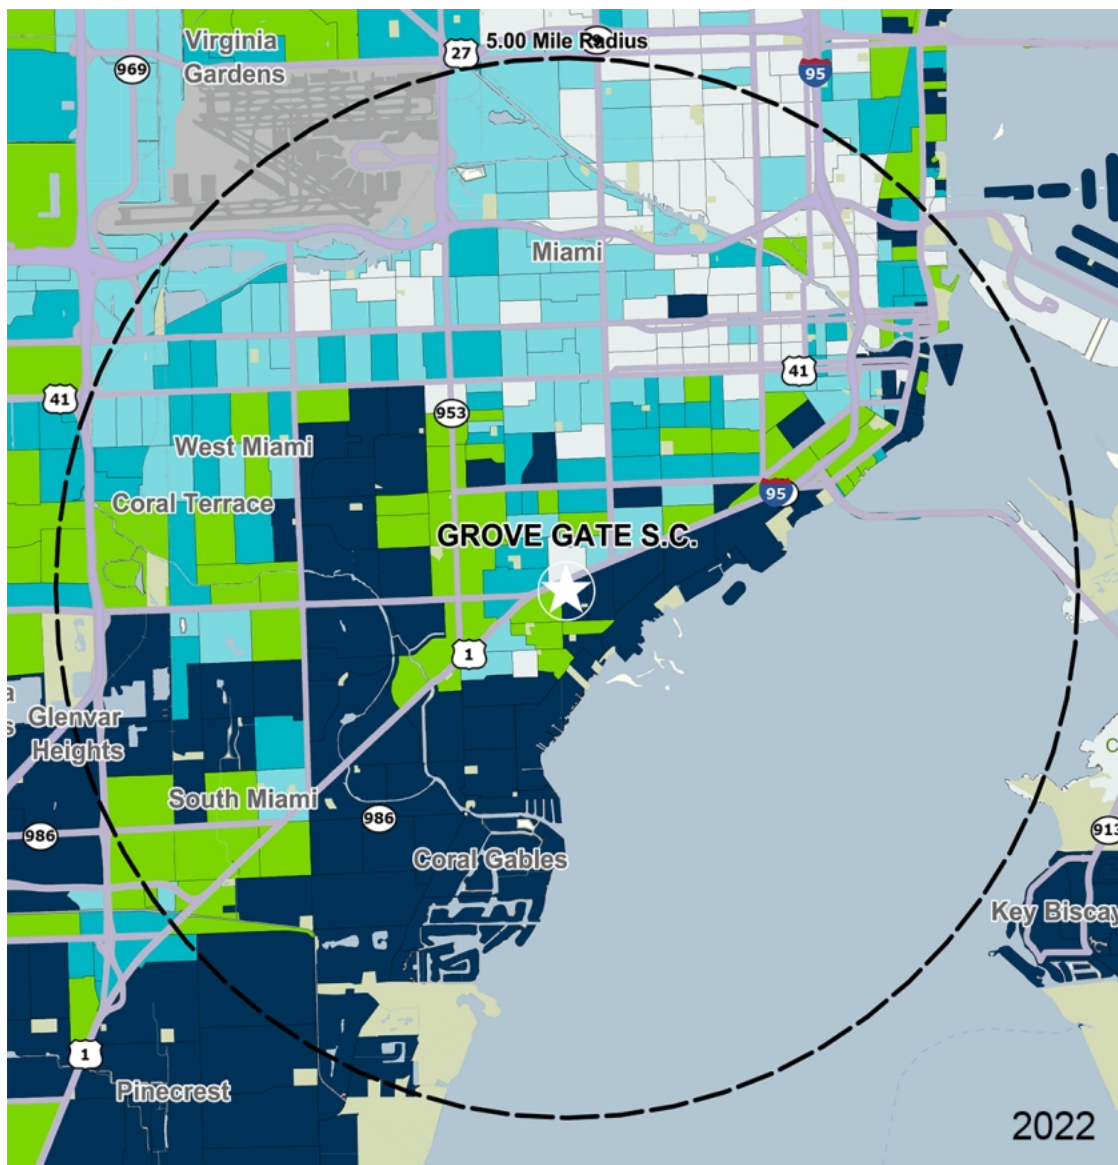 Virginia
Gardens
969
27
5.00 Mile Radius
95
Miami
41
41
953
West Miami
Coral Terrace
95
GROVE GATE S.C.
1
Glenvar
Heights
South Miami
986
986
Coral Gables
913
Key Biscay
1
Pinecrest
2022